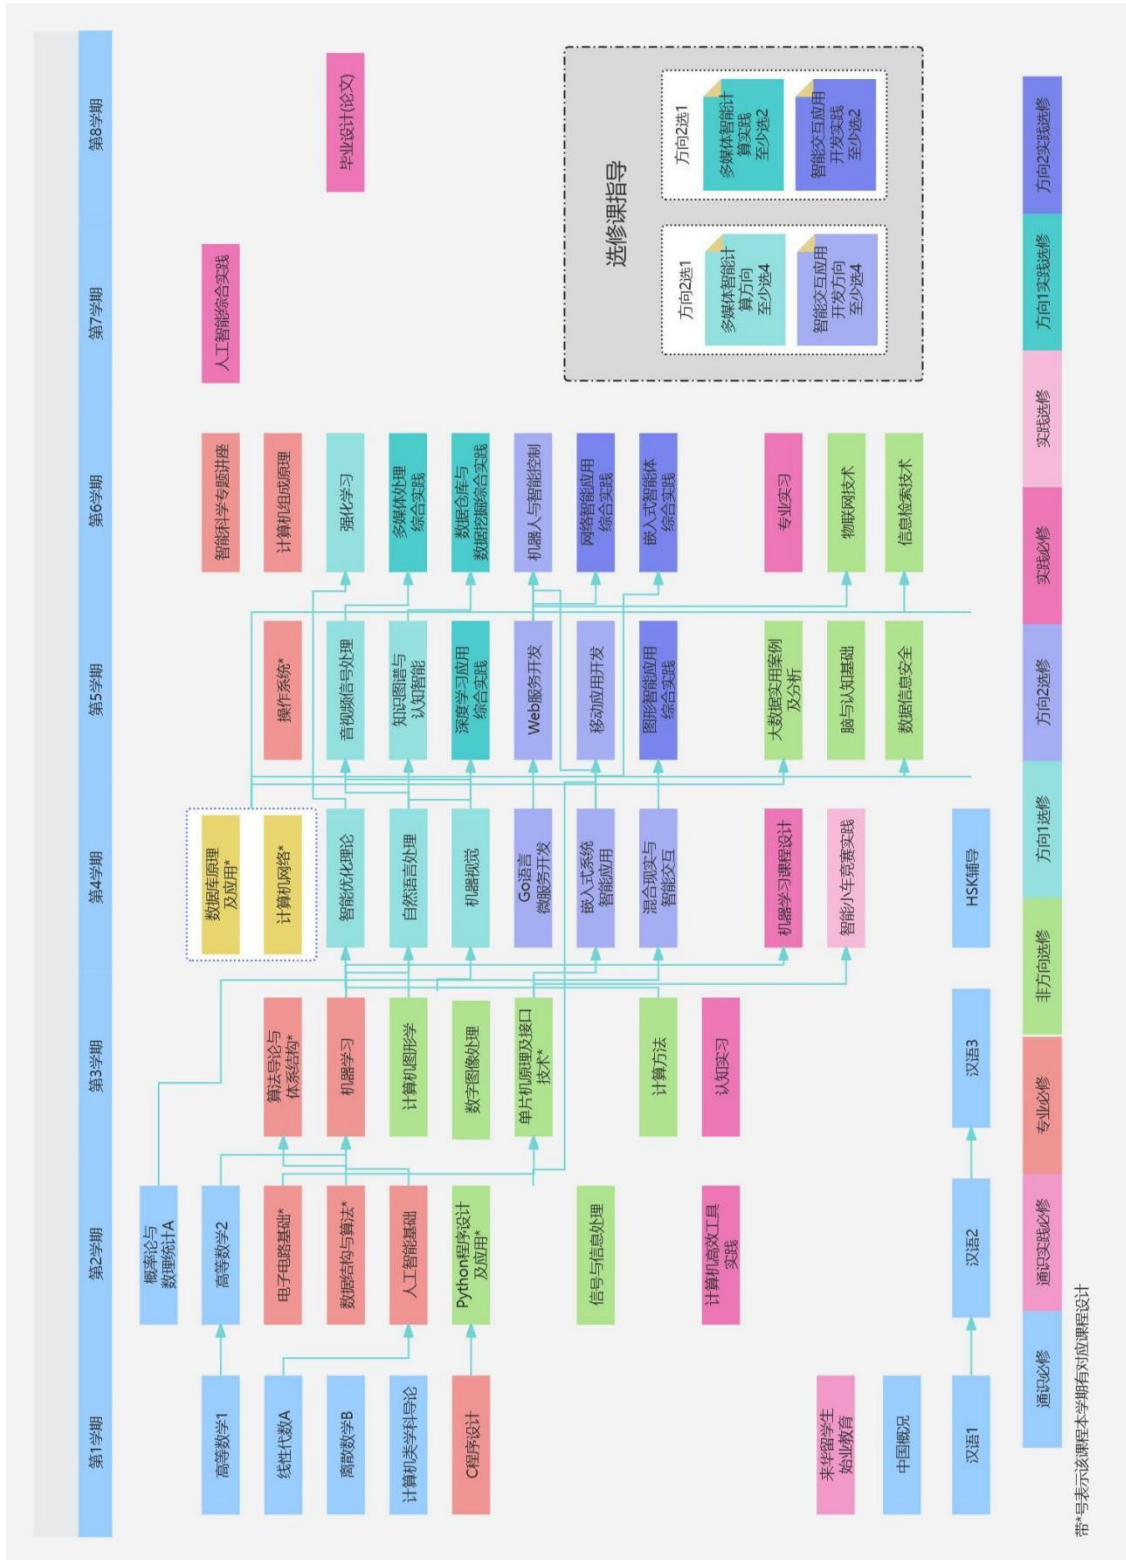 第1学期
第2学期
第3学期
第4学期
第5学期
第6学期
第7学期
第8学期
高等数学1
线性代数A
离散数学B
计算机类学科导论
C程序设计
来华留学生
始业教育
中国概况
汉语1
概率论与
数理统计A
高等数学2
电子电路基础*
数据结构与算法*
人工智能基础
Python程序设计
及应用*
信号与信息处理
计算机高效工具
实践
汉语2
算法导论与
体系结构*
机器学习
计算机图形学
数字图像处理
单片机原理及接口
技术*
计算方法
认知实习
汉语3
数据库原理
及应用*
计算机网络*
智能优化理论
自然语言处理
机器视觉
Go语言
微服务开发
嵌入式系统
智能应用
混合现实与
智能交互
机器学习课程设计
智能小车竞赛实践
HSK辅导
操作系统*
音视频信号处理
知识图谱与
认知智能
深度学习应用
综合实践
Web服务开发
移动应用开发
图形智能应用
综合实践
大数据实用案例
及分析
脑与认知基础
数据信息安全
智能科学专题讲座
计算机组成原理
强化学习
多媒体处理
综合实践
数据仓库与
数据挖掘综合实践
机器人与智能控制
网络智能应用
综合实践
嵌入式智能体
综合实践
专业实习
物联网技术
信息检索技术
人工智能综合实践
毕业设计(论文)
选修课指导
方向2选1
多媒体智能计
算方向
至少选4
智能交互应用
开发方向
至少选4
方向2选1
多媒体智能计
算实践
至少选2
智能交互应用
开发实践
至少选2
通识必修
通识实践必修
专业必修
非方向选修
方向1选修
方向2选修
实践必修
实践选修
方向1实践选修
方向2实践选修
带*号表示该课程本学期有对应课程设计